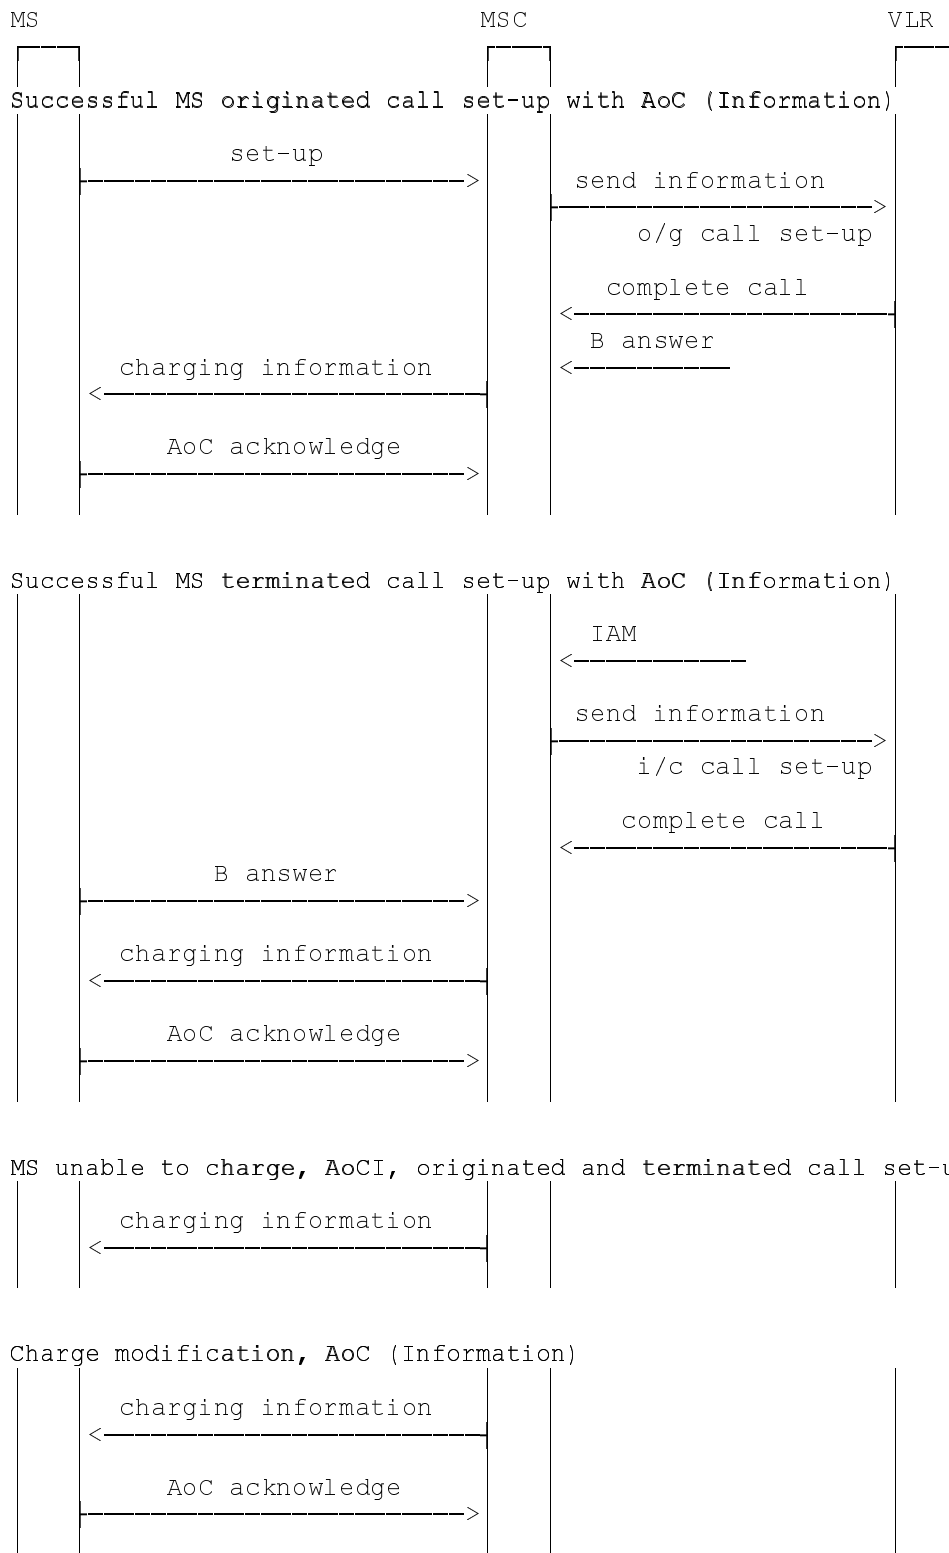 MS MSC VLR
Successful MS originated call set-up with AoC (Information)
set-up
send information
o/g call set-up
complete call
B answer
charging information
AoC acknowledge
Successful MS terminated call set-up with AoC (Information)
IAM
send information
i/c call set-up
complete call
B answer
charging information
AoC acknowledge
MS unable to charge, AoCI, originated and terminated call set-u
charging information
Charge modification, AoC (Information)
charging information
AoC acknowledge